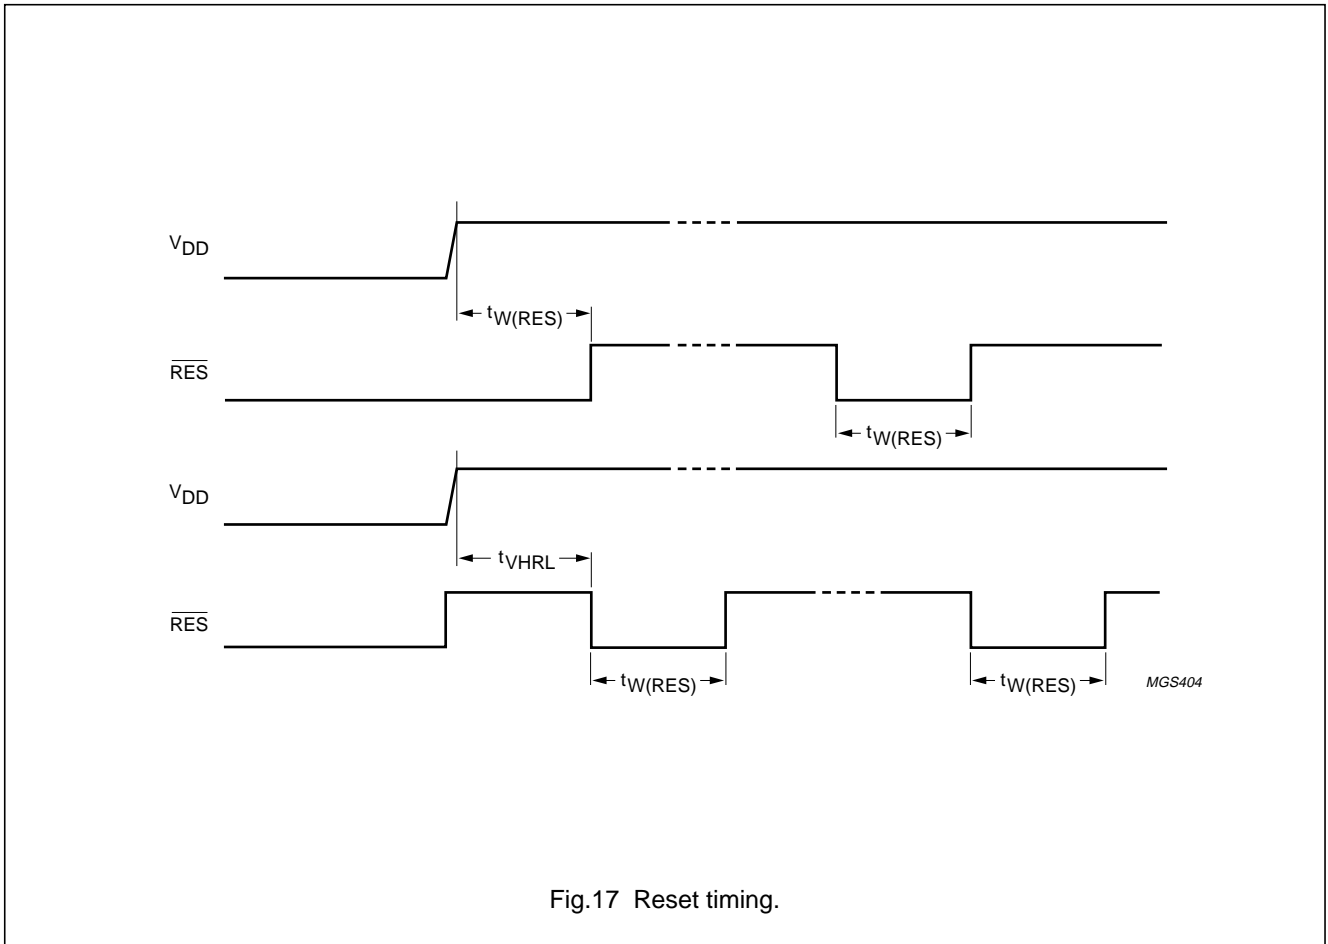 VDD
tW(RES)
RES
tW(RES)
VDD
tVHRL
RES
tW(RES) tW(RES) MGS404
Fig.17 Reset timing.